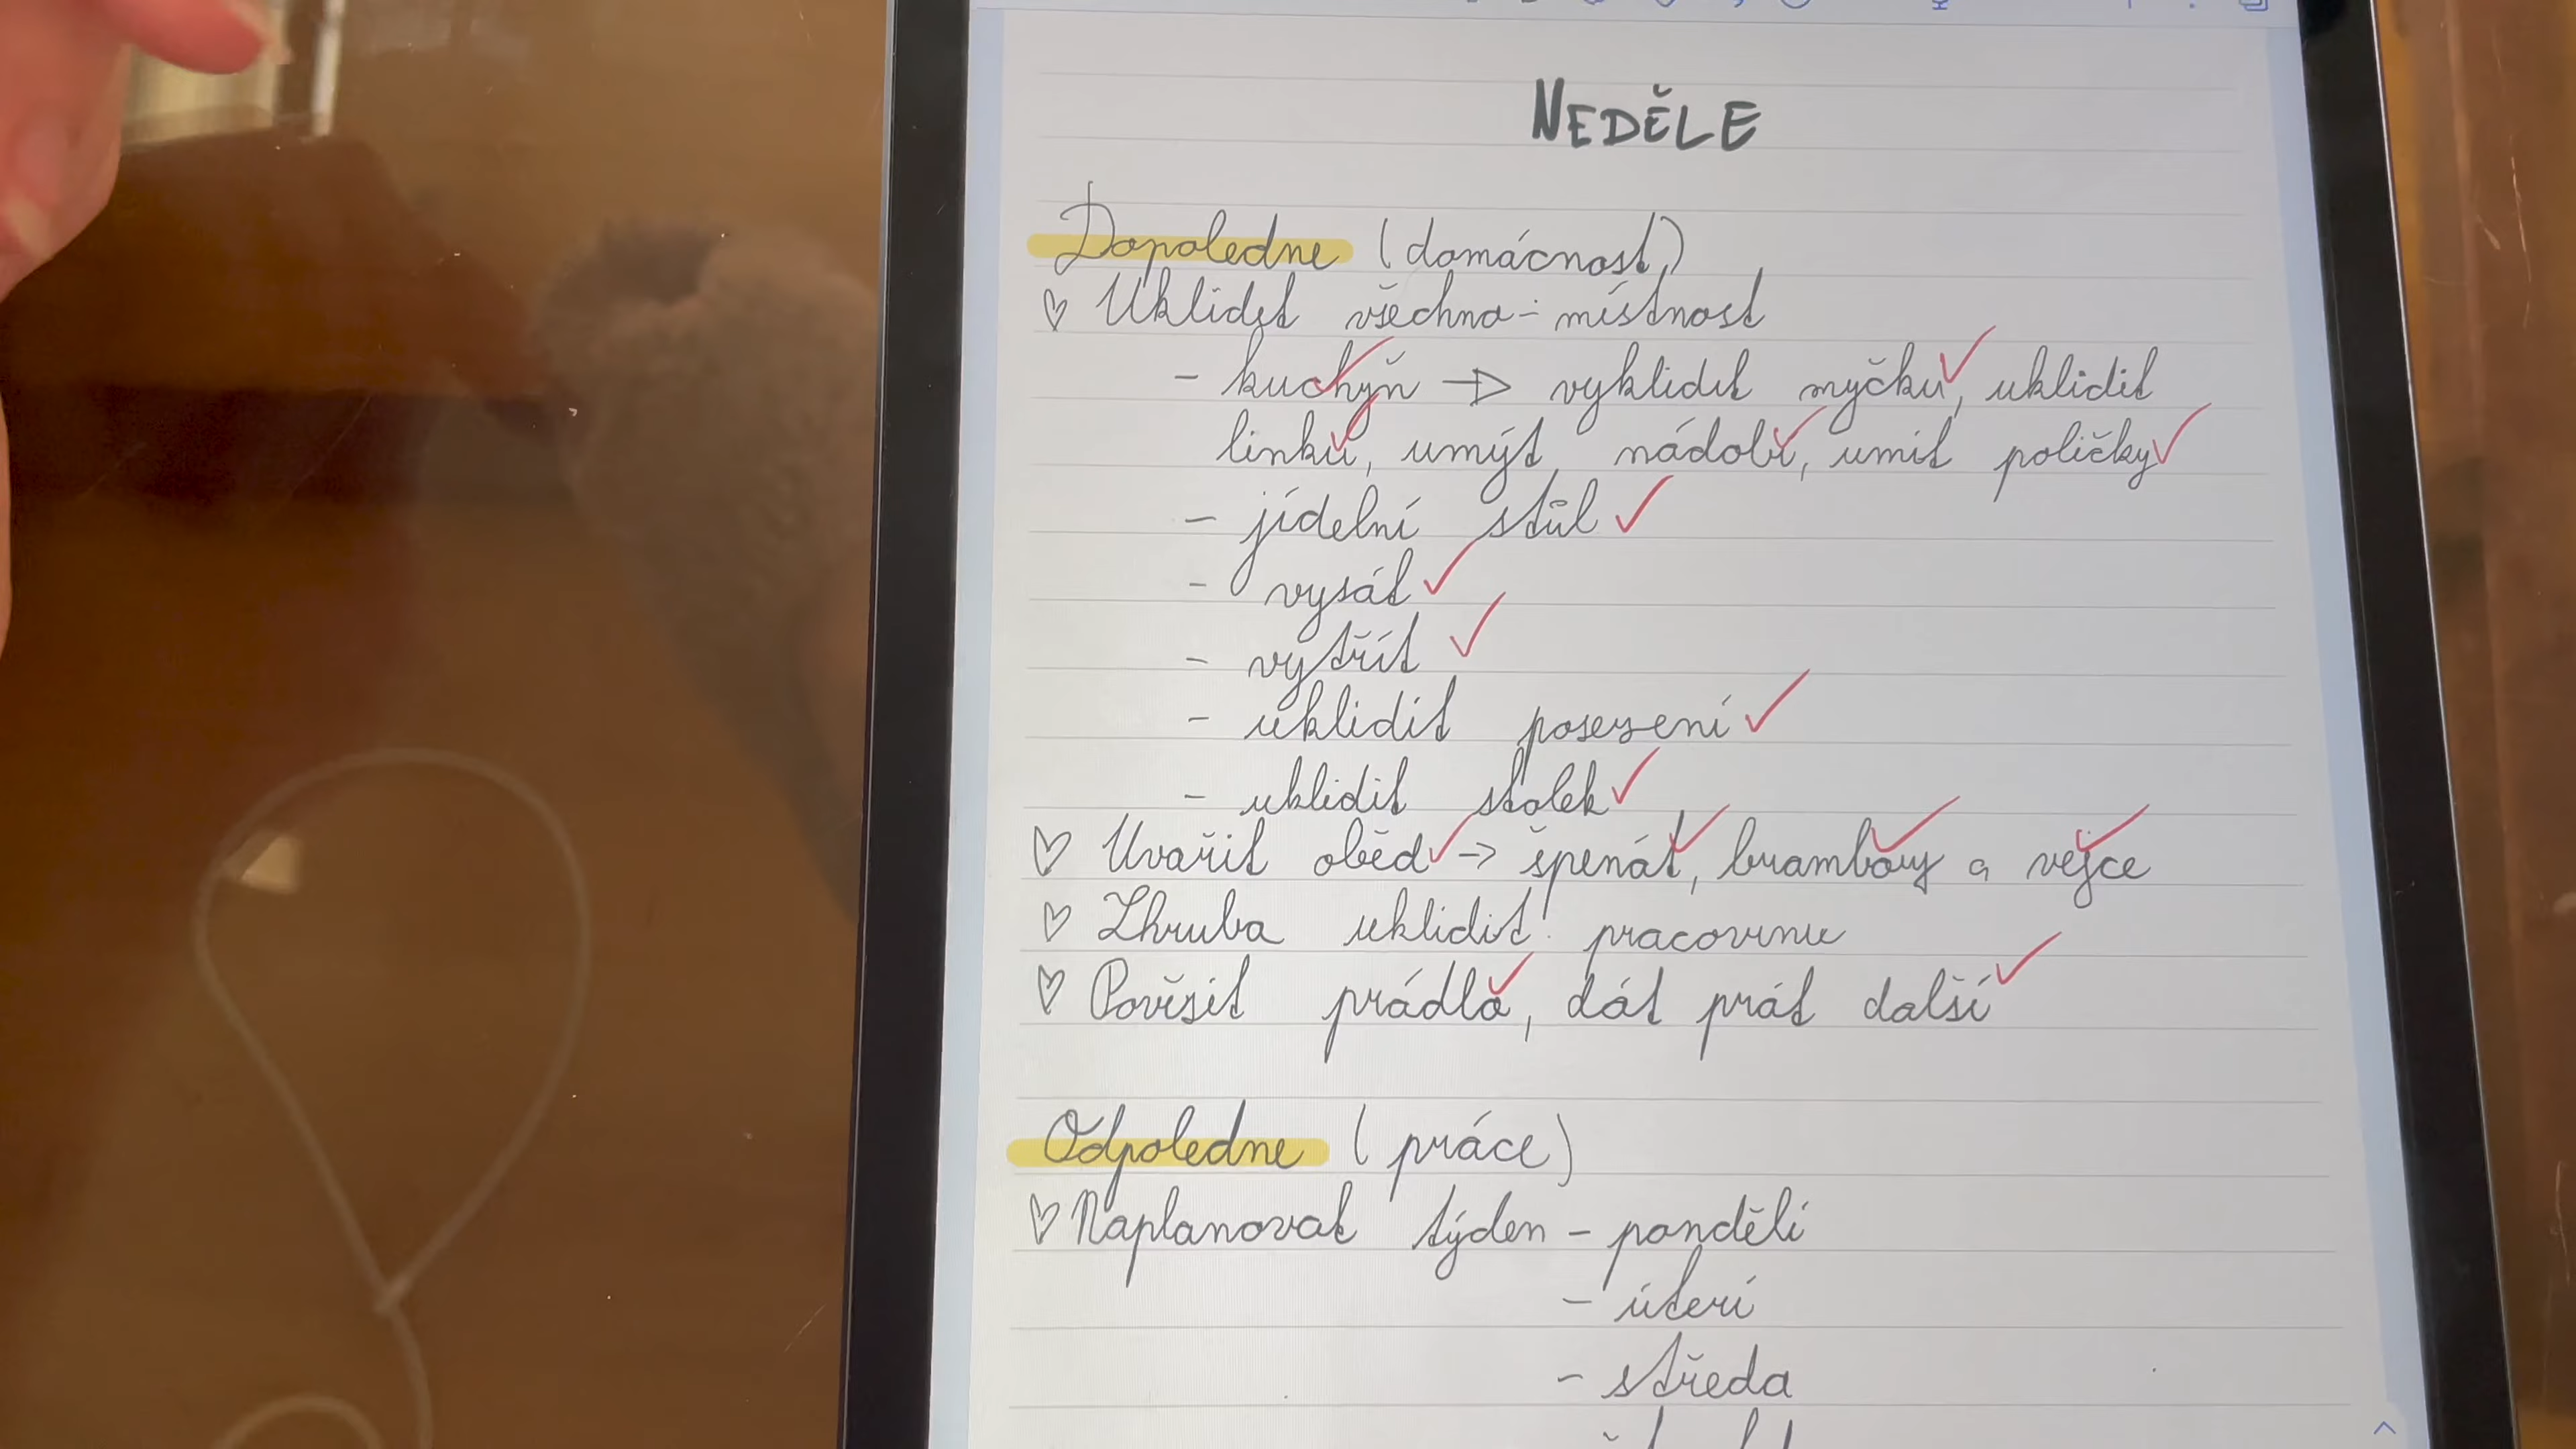 NEDĚLE
Dopoledne (domácnost)
♡ Uklidit všechno - místnost
- kuchyň → vyklidit myčku, uklidit
linku, umýt nádobí, umít poličky
- jídelní stůl
- vysát
- vytřít
- uklidit posezení
- uklidit stolek
♡ Uvařit oběd → špenát, brambory a vejce
♡ Zhruba uklidit pracovnu
♡ Pověsit prádlo, dát prát další
Odpoledne (práce)
♡ Naplanovat týden - pondělí
- úterí
- středa